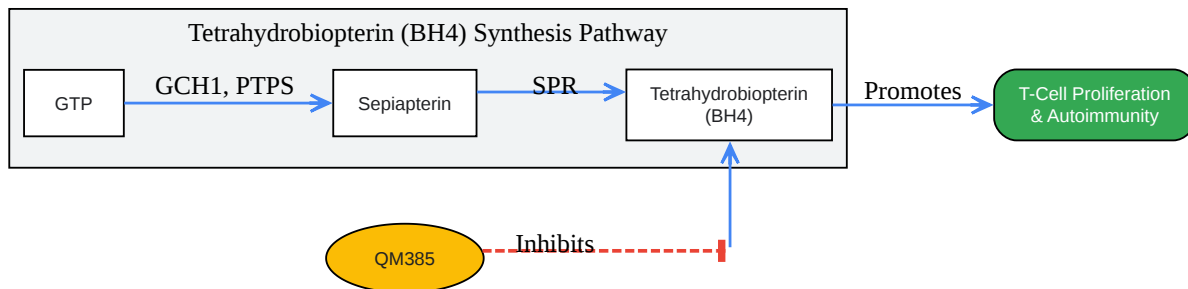 Tetrahydrobiopterin (BH4) Synthesis Pathway
GTP
GCH1, PTPS
Sepiapterin
SPR
Tetrahydrobiopterin
(BH4)
Promotes
T-Cell Proliferation
& Autoimmunity
QM385
Inhibits